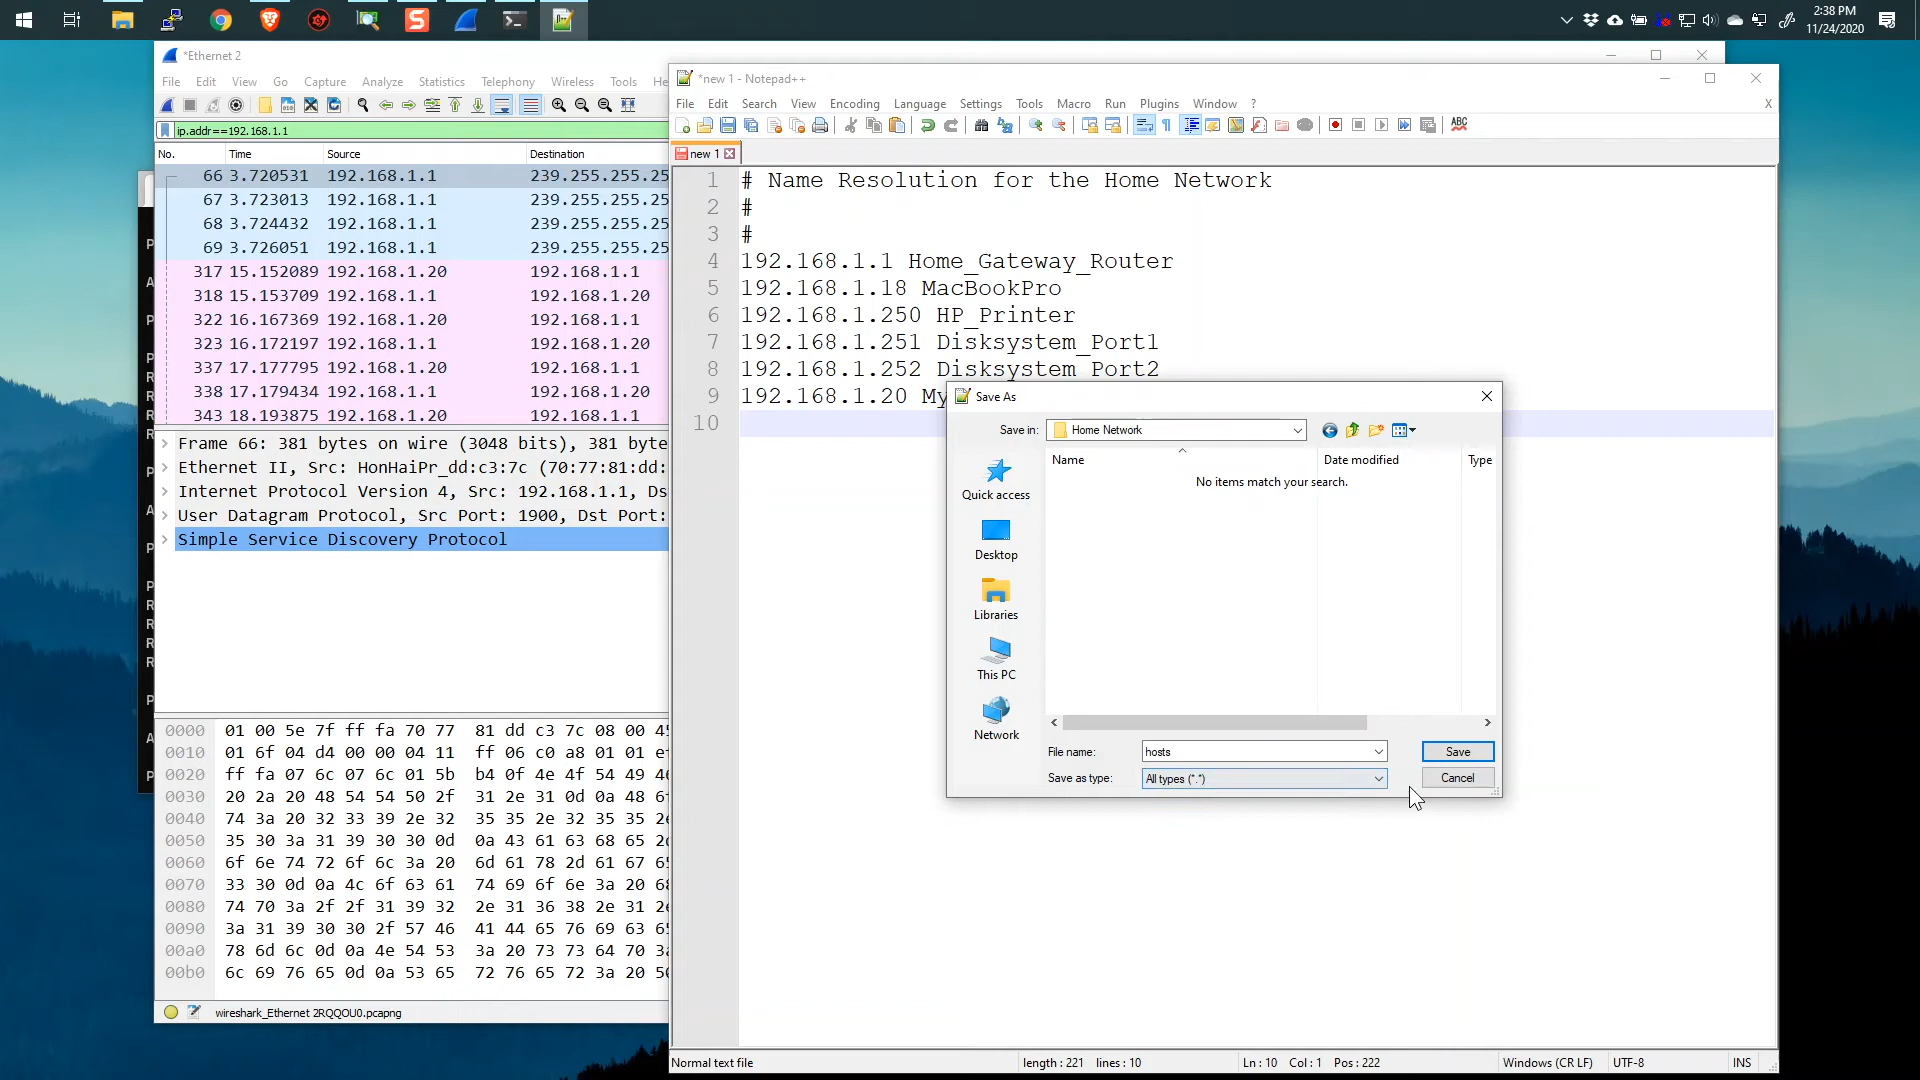 2:38 PM
11/24/2020
*Ethernet 2
File Edit View Go Capture Analyze Statistics Telephony Wireless Tools He
ip.addr==192.168.1.1
No. Time Source Destination
66 3.720531 192.168.1.1 239.255.255.25
67 3.723013 192.168.1.1 239.255.255.25
68 3.724432 192.168.1.1 239.255.255.25
69 3.726051 192.168.1.1 239.255.255.25
317 15.152089 192.168.1.20 192.168.1.1
318 15.153709 192.168.1.1 192.168.1.20
322 16.167369 192.168.1.20 192.168.1.1
323 16.172197 192.168.1.1 192.168.1.20
337 17.177795 192.168.1.20 192.168.1.1
338 17.179434 192.168.1.1 192.168.1.20
343 18.193875 192.168.1.20 192.168.1.1
Frame 66: 381 bytes on wire (3048 bits), 381 byte
Ethernet II, Src: HonHaiPr_dd:c3:7c (70:77:81:dd:
Internet Protocol Version 4, Src: 192.168.1.1, Ds
User Datagram Protocol, Src Port: 1900, Dst Port:
Simple Service Discovery Protocol
0000 01 00 5e 7f ff fa 70 77 81 dd c3 7c 08 00 45
0010 01 6f 04 d4 00 00 04 11 ff 06 c0 a8 01 01 ef
0020 ff fa 07 6c 07 6c 01 5b b4 0f 4e 4f 54 49 46
0030 20 2a 20 48 54 54 50 2f 31 2e 31 0d 0a 48 6f
0040 74 3a 20 32 33 39 2e 32 35 35 2e 32 35 35 2e
0050 35 30 3a 31 39 30 30 0d 0a 43 61 63 68 65 2d
0060 6f 6e 74 72 6f 6c 3a 20 6d 61 78 2d 61 67 65
0070 33 30 0d 0a 4c 6f 63 61 74 69 6f 6e 3a 20 68
0080 74 70 3a 2f 2f 31 39 32 2e 31 36 38 2e 31 2e
0090 3a 31 39 30 30 2f 57 46 41 44 65 76 69 63 65
00a0 78 6d 6c 0d 0a 4e 54 53 3a 20 73 73 64 70 3a
00b0 6c 69 76 65 0d 0a 53 65 72 76 65 72 3a 20 50
wireshark_Ethernet 2RQQOU0.pcapng
*new 1 - Notepad++
File Edit Search View Encoding Language Settings Tools Macro Run Plugins Window ? X
ABC
new 1
1 # Name Resolution for the Home Network
2 #
3 #
4 192.168.1.1 Home_Gateway_Router
5 192.168.1.18 MacBookPro
6 192.168.1.250 HP_Printer
7 192.168.1.251 Disksystem_Port1
8 192.168.1.252 Disksystem_Port2
9 192.168.1.20 My
10
Save As
Save in: Home Network
Name Date modified Type
No items match your search.
Quick access
Desktop
Libraries
This PC
Network
File name: hosts Save
Save as type: All types (*.*) Cancel
Normal text file length : 221 lines : 10 Ln : 10 Col : 1 Pos : 222 Windows (CR LF) UTF-8 INS